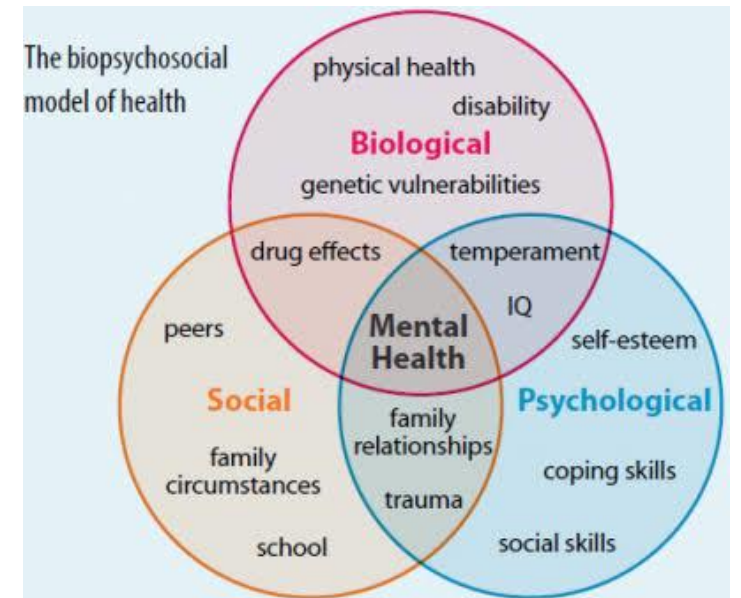 The biopsychosocial
model of health
physical health
disability
Biological
genetic vulnerabilities
drug effects
temperament
IQ
Mental
Health
peers
self-esteem
Social
Psychological
family
relationships
family
circumstances
coping skills
trauma
school
social skills